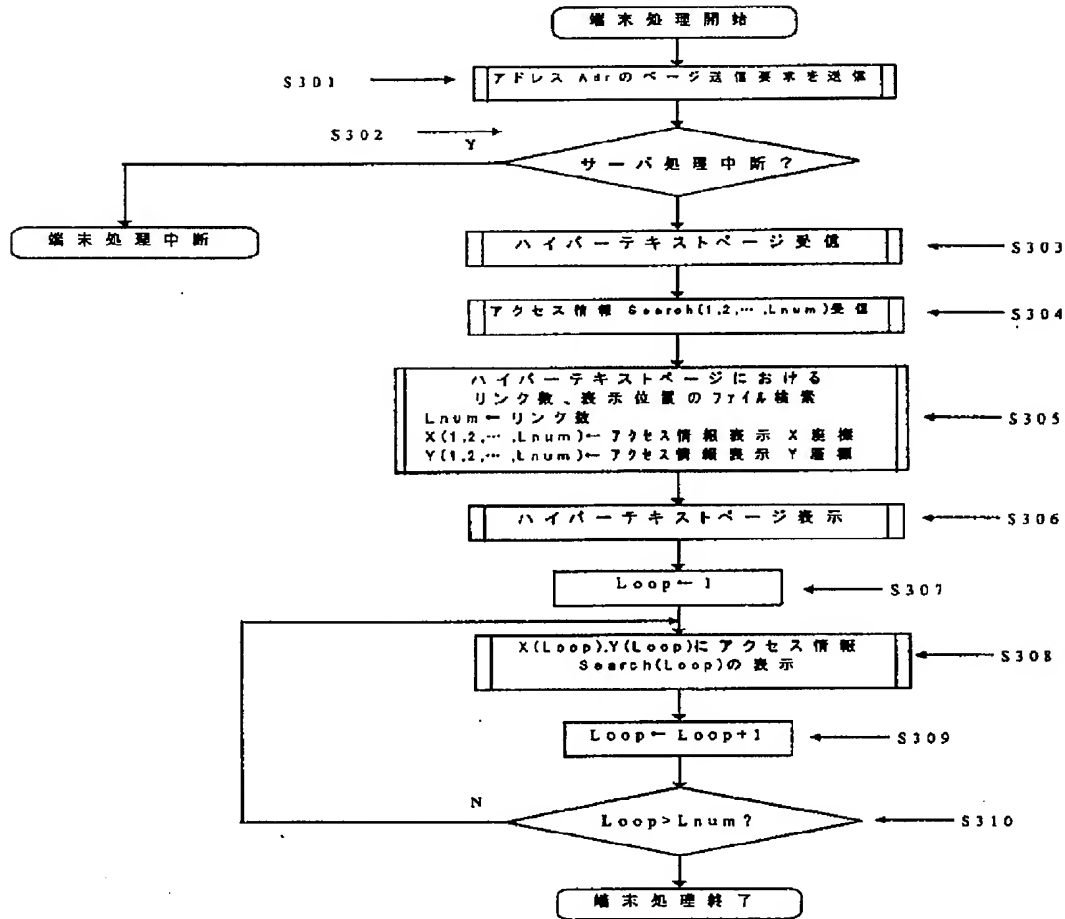 端末処理開始
S301
アドレス Adrのページ送信要求を送信
S302
Y
サーバ処理中断?
端末処理中断
ハイパーテキストページ受信
S303
アクセス情報 Search(1,2,…,Lnum)受信
S304
ハイパーテキストページにおける
リンク数、表示位置のファイル検索
Lnum←リンク数
X(1,2,…,Lnum)←アクセス情報表示 X座標
Y(1,2,…,Lnum)←アクセス情報表示 Y座標
S305
ハイパーテキストページ表示
S306
Loop←1
S307
X(Loop),Y(Loop)にアクセス情報
Search(Loop)の表示
S308
Loop←Loop+1
S309
N
Loop>Lnum?
S310
端末処理終了